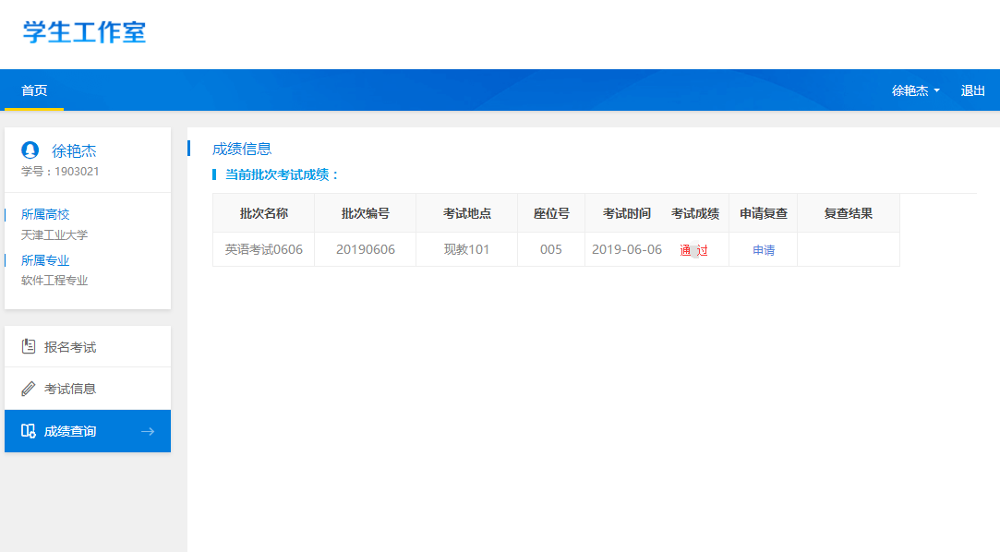 学生工作室
首页 徐艳杰 退出
徐艳杰
学号：1903021
所属高校
天津工业大学
所属专业
软件工程专业
报名考试
考试信息
成绩查询
成绩信息
当前批次考试成绩：
批次名称 批次编号 考试地点 座位号 考试时间 考试成绩 申请复查 复查结果
英语考试0606 20190606 现教101 005 2019-06-06 通过 申请